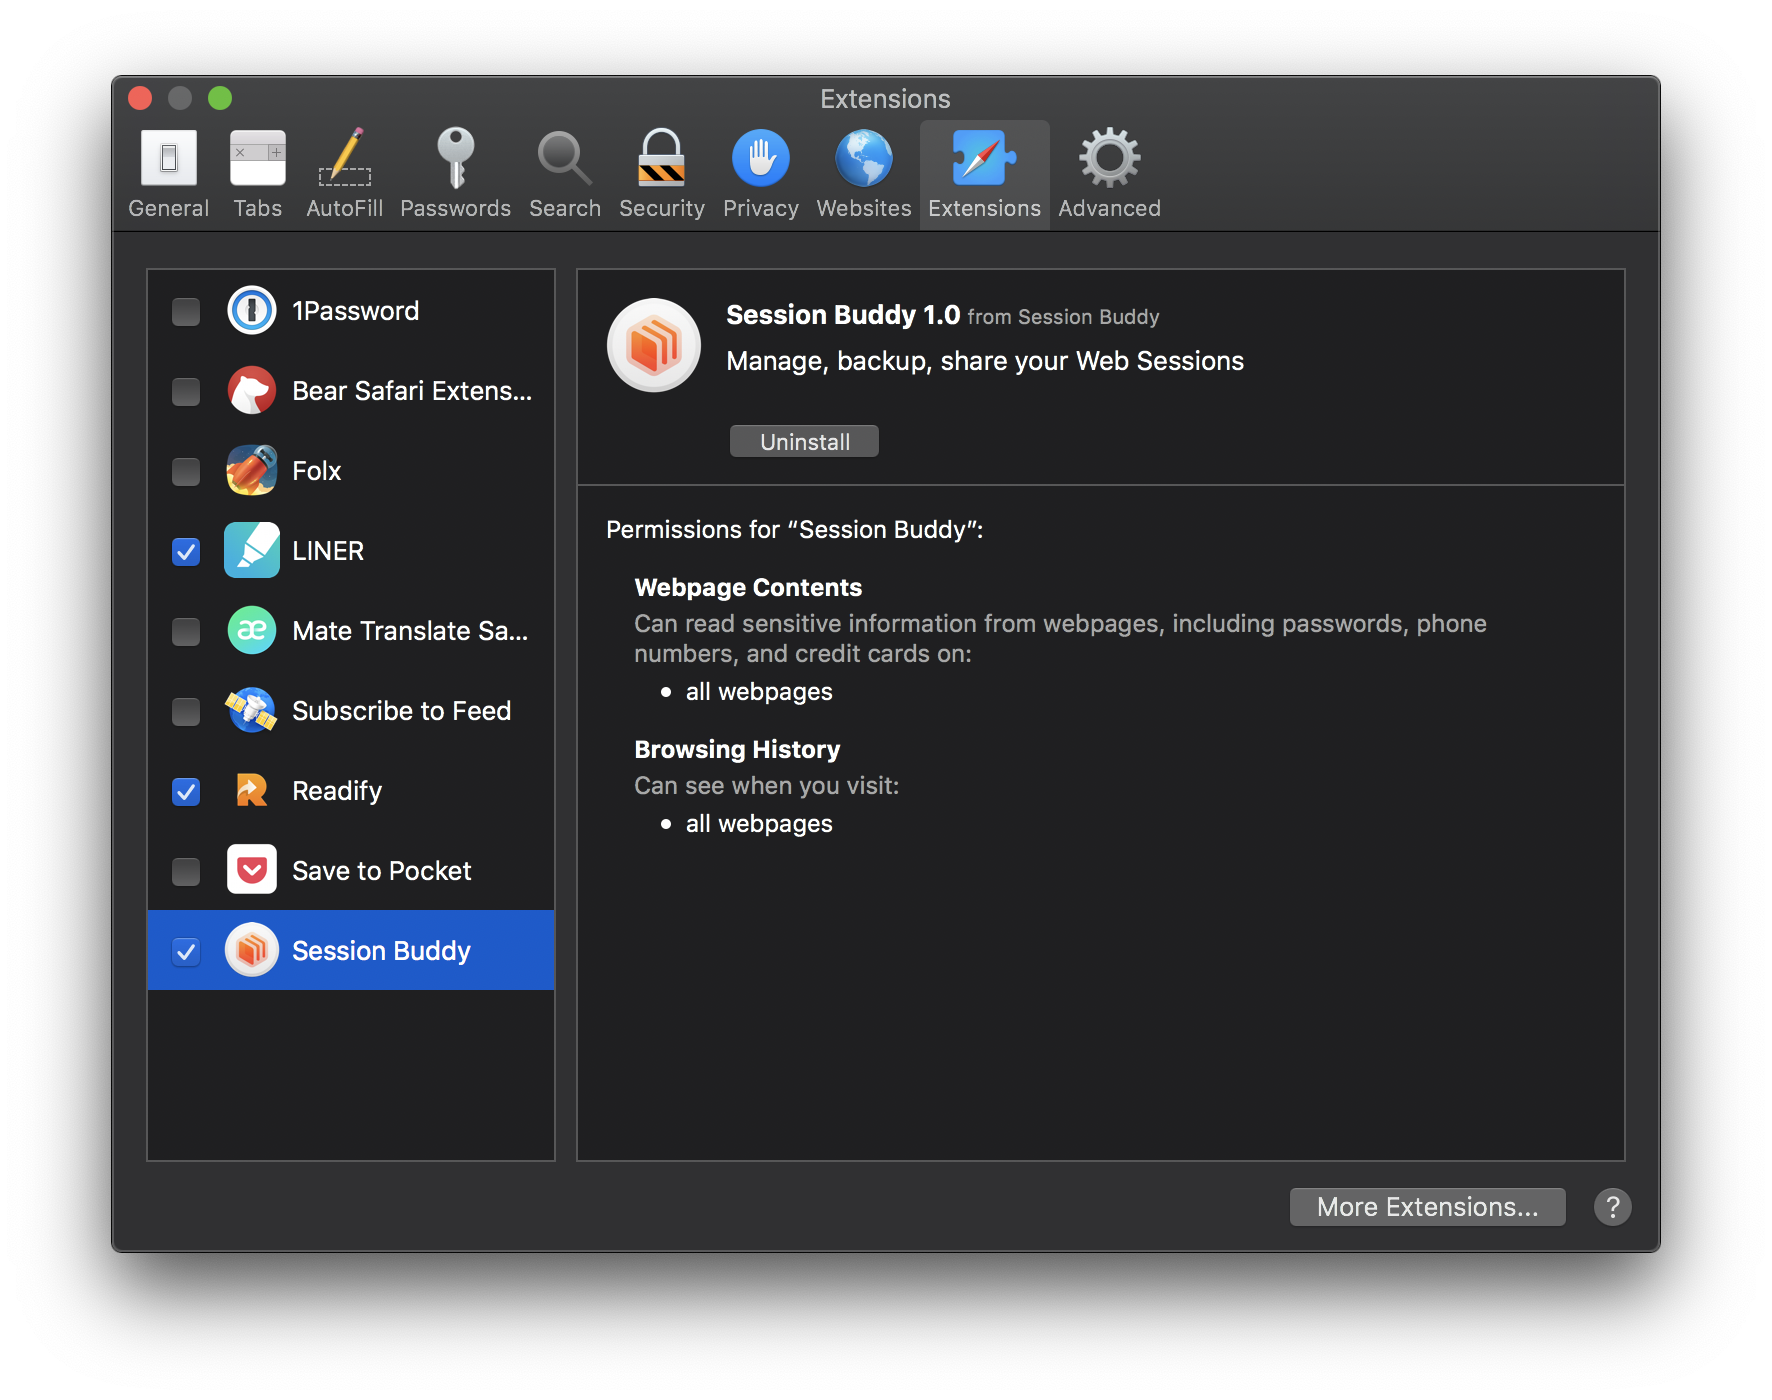 Extensions
General
Tabs
AutoFill
Passwords
Search
Security
Privacy
Websites
Extensions
Advanced
1Password
Bear Safari Extens...
Folx
LINER
Mate Translate Sa...
Subscribe to Feed
Readify
Save to Pocket
Session Buddy
Session Buddy 1.0 from Session Buddy
Manage, backup, share your Web Sessions
Uninstall
Permissions for “Session Buddy”:
Webpage Contents
Can read sensitive information from webpages, including passwords, phone
numbers, and credit cards on:
• all webpages
Browsing History
Can see when you visit:
• all webpages
More Extensions...
?